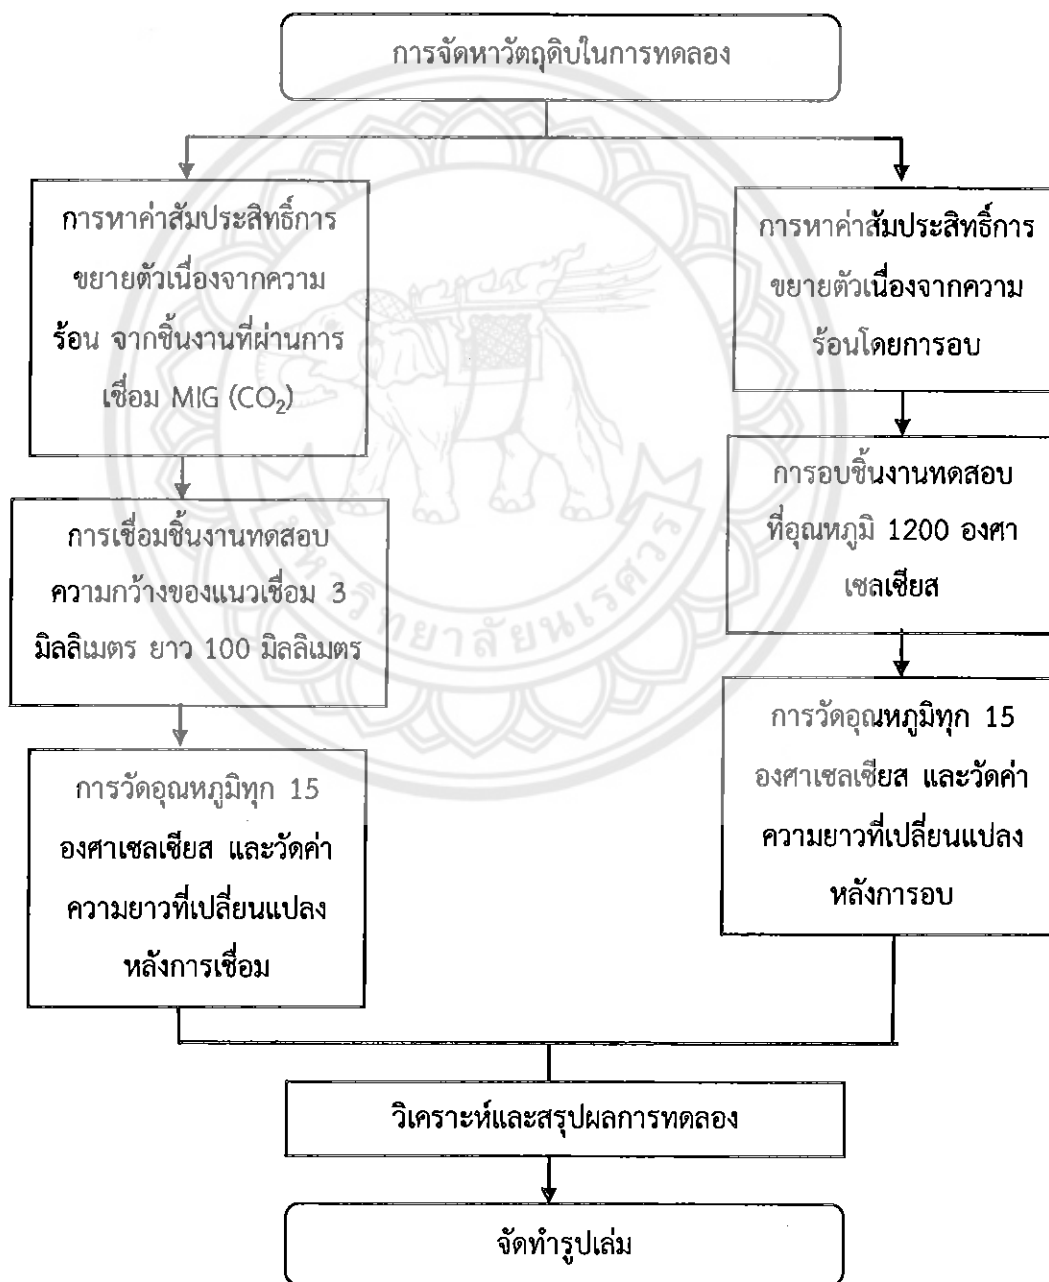 การจัดหาวัตถุดิบในการทดลอง
การหาค่าสัมประสิทธิ์การ
ขยายตัวเนื่องจากความ
ร้อน จากชิ้นงานที่ผ่านการ
เชื่อม MIG (CO₂)
การเชื่อมชิ้นงานทดสอบ
ความกว้างของแนวเชื่อม 3
มิลลิเมตร ยาว 100 มิลลิเมตร
การวัดอุณหภูมิทุก 15
องศาเซลเซียส และวัดค่า
ความยาวที่เปลี่ยนแปลง
หลังการเชื่อม
การหาค่าสัมประสิทธิ์การ
ขยายตัวเนื่องจากความ
ร้อนโดยการอบ
การอบชิ้นงานทดสอบ
ที่อุณหภูมิ 1200 องศา
เซลเซียส
การวัดอุณหภูมิทุก 15
องศาเซลเซียส และวัดค่า
ความยาวที่เปลี่ยนแปลง
หลังการอบ
วิเคราะห์และสรุปผลการทดลอง
จัดทำรูปเล่ม
หาวิทยาลัยนเรศวร